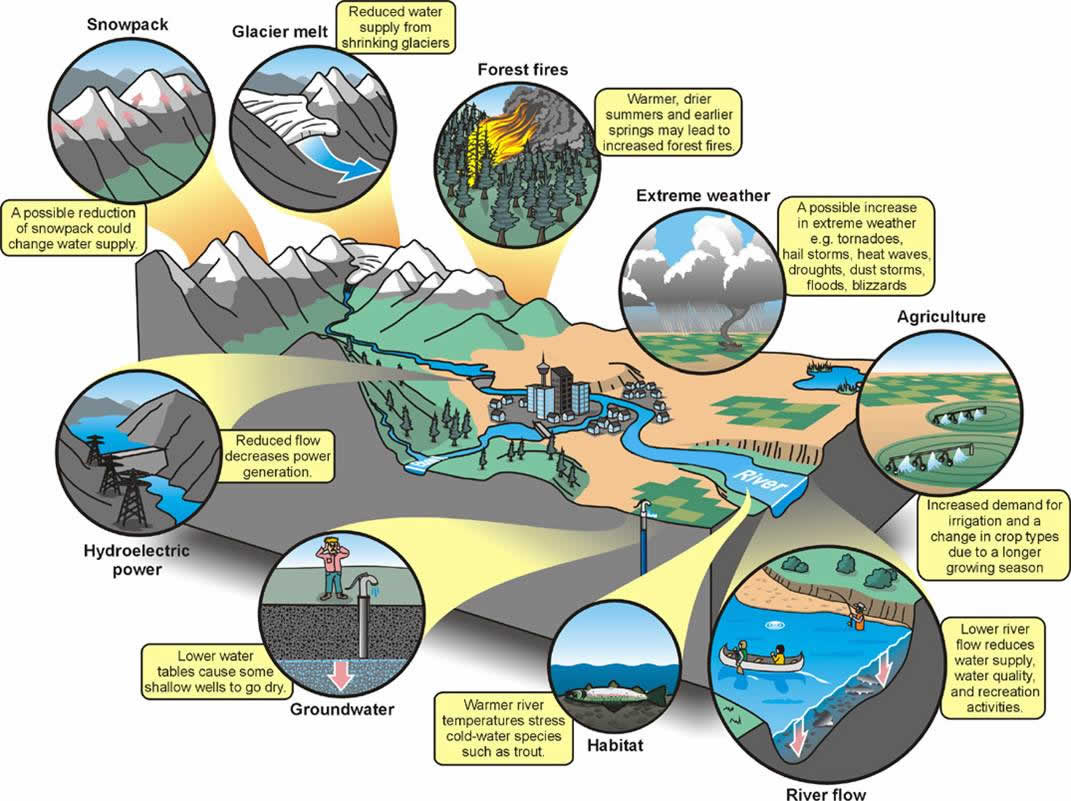 Snowpack
A possible reduction
of snowpack could
change water supply.
Glacier melt
Reduced water
supply from
shrinking glaciers
Forest fires
Warmer, drier
summers and earlier
springs may lead to
increased forest fires.
Extreme weather
A possible increase
in extreme weather
e.g. tornadoes,
hail storms, heat waves,
droughts, dust storms,
floods, blizzards
Agriculture
Increased demand for
irrigation and a
change in crop types
due to a longer
growing season
Hydroelectric
power
Reduced flow
decreases power
generation.
River
Groundwater
Lower water
tables cause some
shallow wells to go dry.
Habitat
Warmer river
temperatures stress
cold-water species
such as trout.
River flow
Lower river
flow reduces
water supply,
water quality,
and recreation
activities.